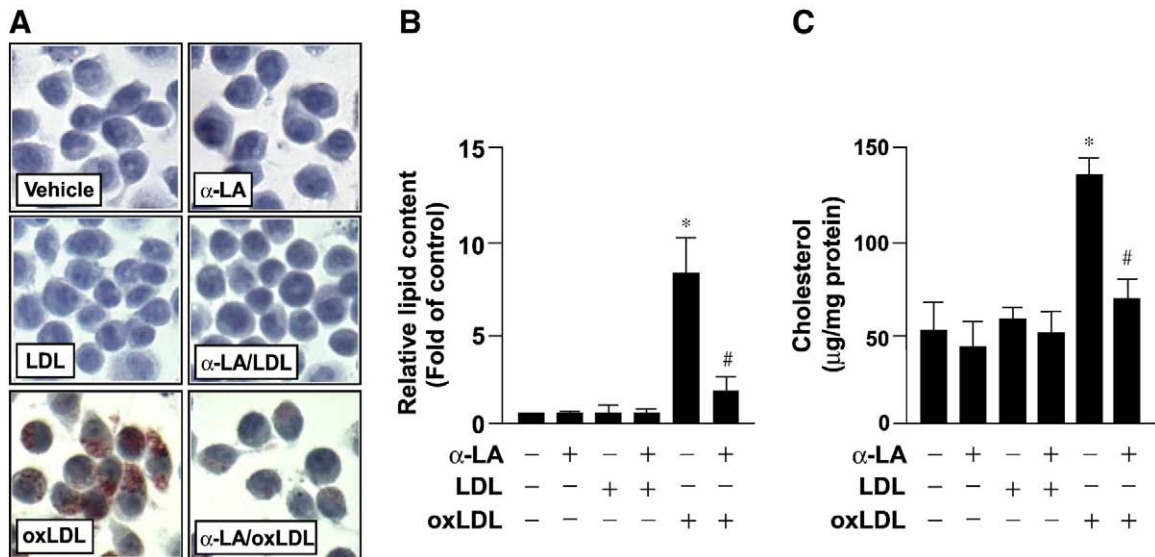 A
Vehicle
α-LA
LDL
α-LA/LDL
oxLDL
α-LA/oxLDL
B
Relative lipid content
(Fold of control)
15
10
5
0
*
#
α-LA – + – + – +
LDL – – + + – –
oxLDL – – – – + +
C
Cholesterol
(μg/mg protein)
150
100
50
0
*
#
α-LA – + – + – +
LDL – – + + – –
oxLDL – – – – + +